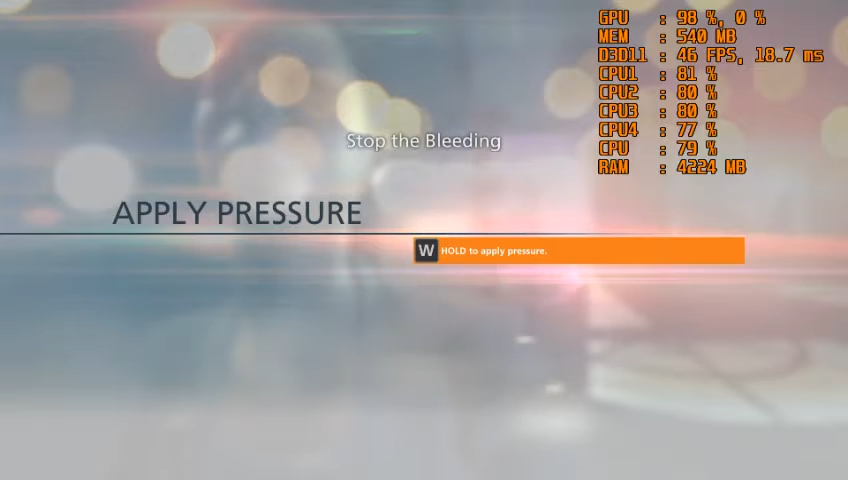 GPU : 98 %, 0 %
MEM : 540 MB
D3D11 : 46 FPS, 18.7 ms
CPU1 : 81 %
CPU2 : 80 %
CPU3 : 80 %
CPU4 : 77 %
CPU : 79 %
RAM : 4224 MB
Stop the Bleeding
APPLY PRESSURE
W HOLD to apply pressure.